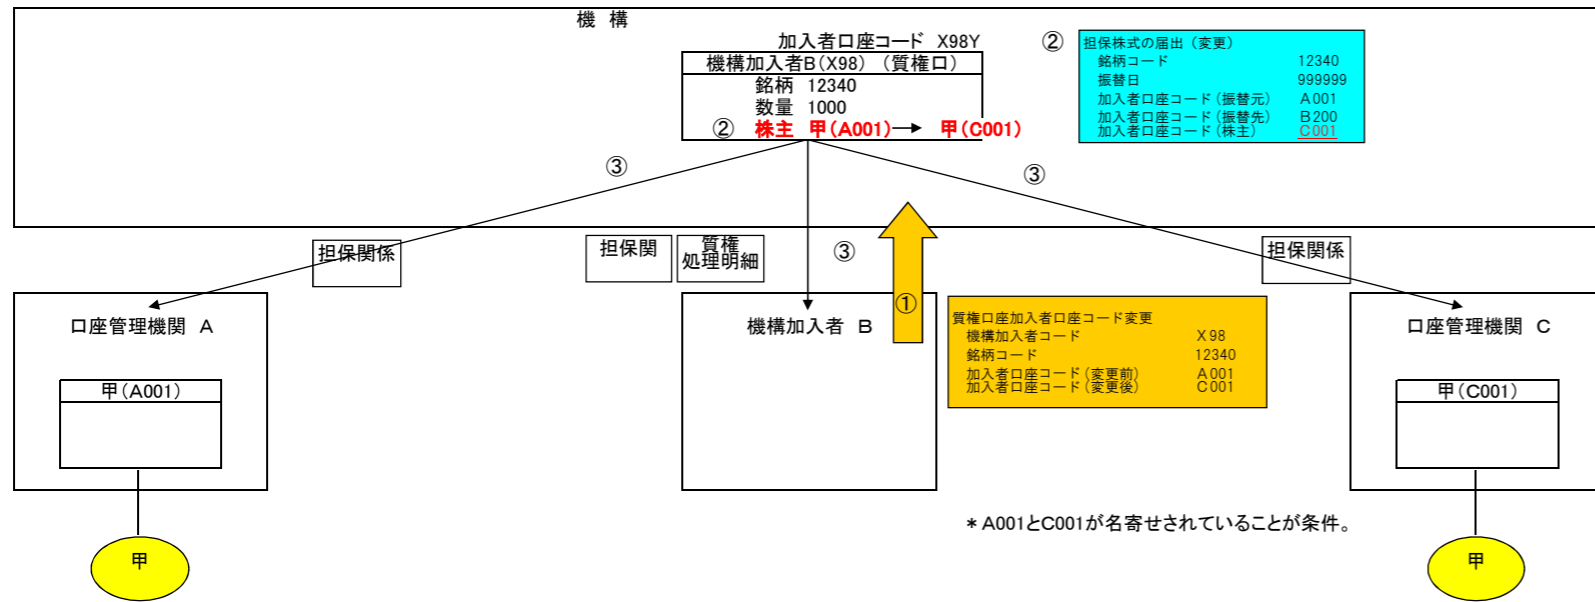 機 構
加入者口座コード X98Y
機構加入者B(X98) (質権口)
銘柄 12340
数量 1000
② 株主 甲(A001) 甲(C001)
②
担保株式の届出(変更)
銘柄コード 12340
振替日 999999
加入者口座コード(振替元) A001
加入者口座コード(振替先) B200
加入者口座コード(株主) C001
③
③
③
担保関係
担保関
質権
処理明細
担保関係
①
口座管理機関 A
甲(A001)
甲
機構加入者 B
質権口座加入者口座コード変更
機構加入者コード X98
銘柄コード 12340
加入者口座コード(変更前) A001
加入者口座コード(変更後) C001
口座管理機関 C
甲(C001)
甲
*A001とC001が名寄せされていることが条件。